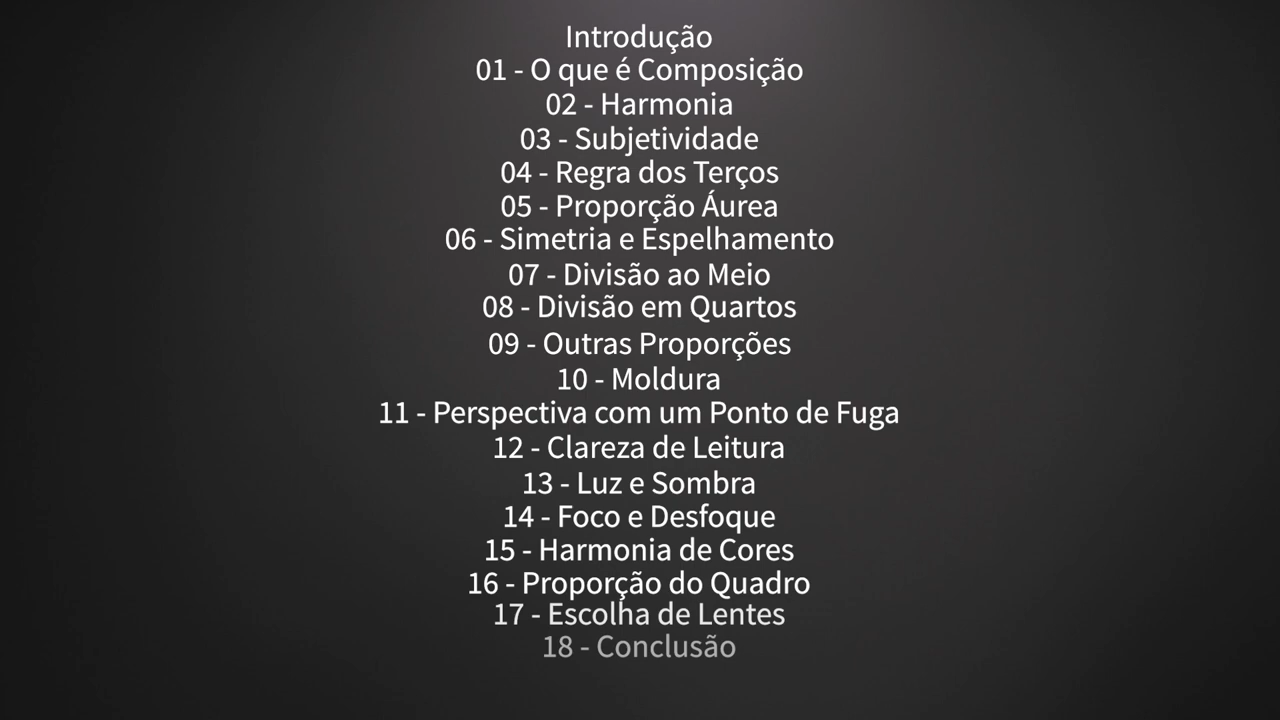 Introdução
01 - O que é Composição
02 - Harmonia
03 - Subjetividade
04 - Regra dos Terços
05 - Proporção Áurea
06 - Simetria e Espelhamento
07 - Divisão ao Meio
08 - Divisão em Quartos
09 - Outras Proporções
10 - Moldura
11 - Perspectiva com um Ponto de Fuga
12 - Clareza de Leitura
13 - Luz e Sombra
14 - Foco e Desfoque
15 - Harmonia de Cores
16 - Proporção do Quadro
17 - Escolha de Lentes
18 - Conclusão